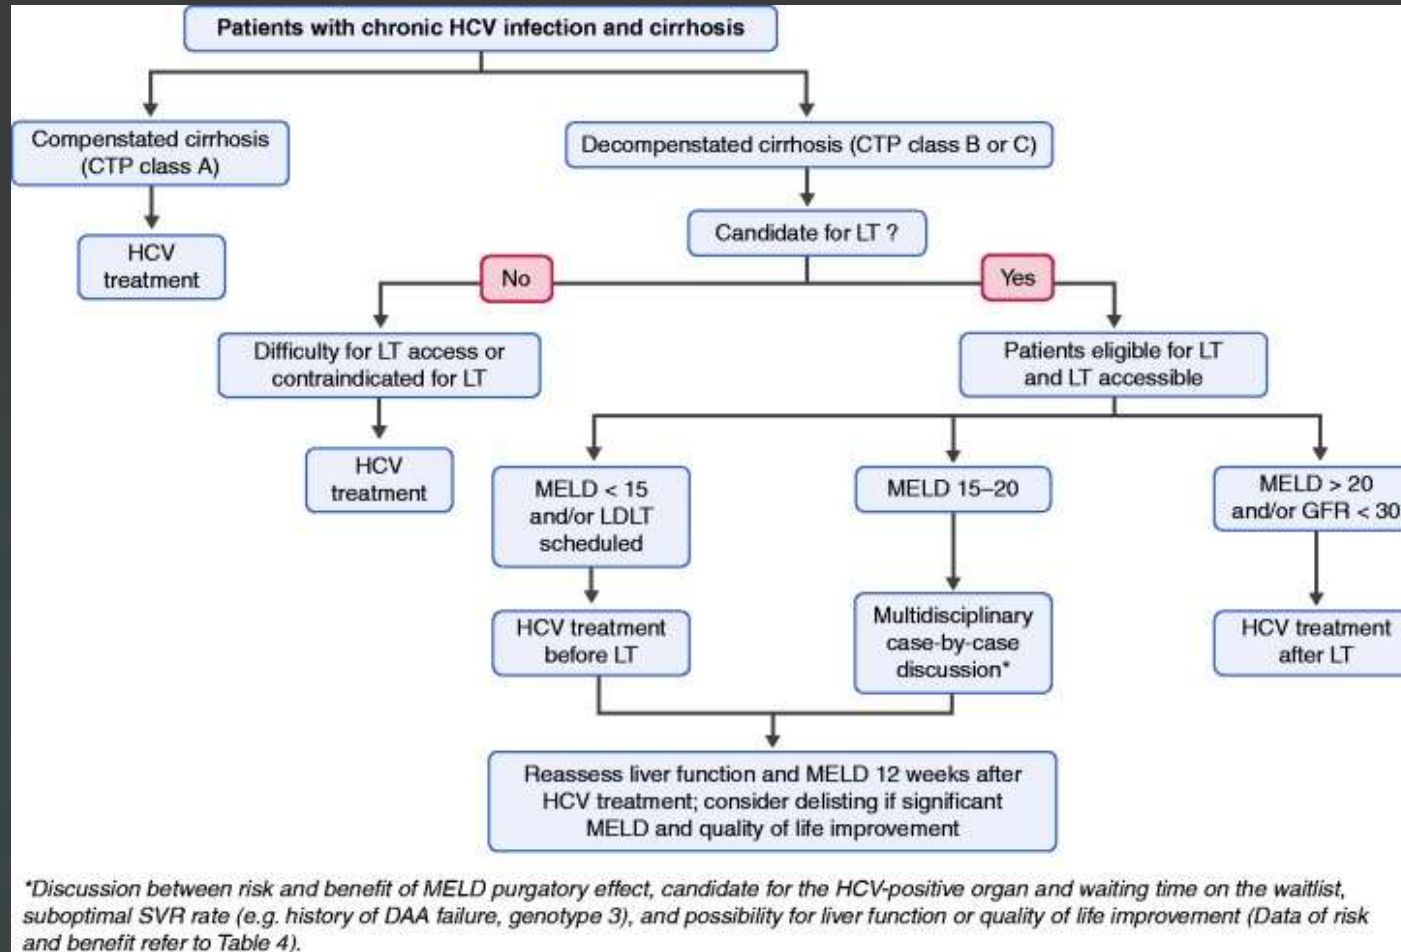 Patients with chronic HCV infection and cirrhosis
Compenstated cirrhosis
(CTP class A)
Decompenstated cirrhosis (CTP class B or C)
HCV
treatment
Candidate for LT ?
No
Yes
Difficulty for LT access or
contraindicated for LT
Patients eligible for LT
and LT accessible
HCV
treatment
MELD < 15
and/or LDLT
scheduled
MELD 15–20
MELD > 20
and/or GFR < 30
HCV treatment
before LT
Multidisciplinary
case-by-case
discussion*
HCV treatment
after LT
Reassess liver function and MELD 12 weeks after
HCV treatment; consider delisting if significant
MELD and quality of life improvement
*Discussion between risk and benefit of MELD purgatory effect, candidate for the HCV-positive organ and waiting time on the waitlist,
suboptimal SVR rate (e.g. history of DAA failure, genotype 3), and possibility for liver function or quality of life improvement (Data of risk
and benefit refer to Table 4).